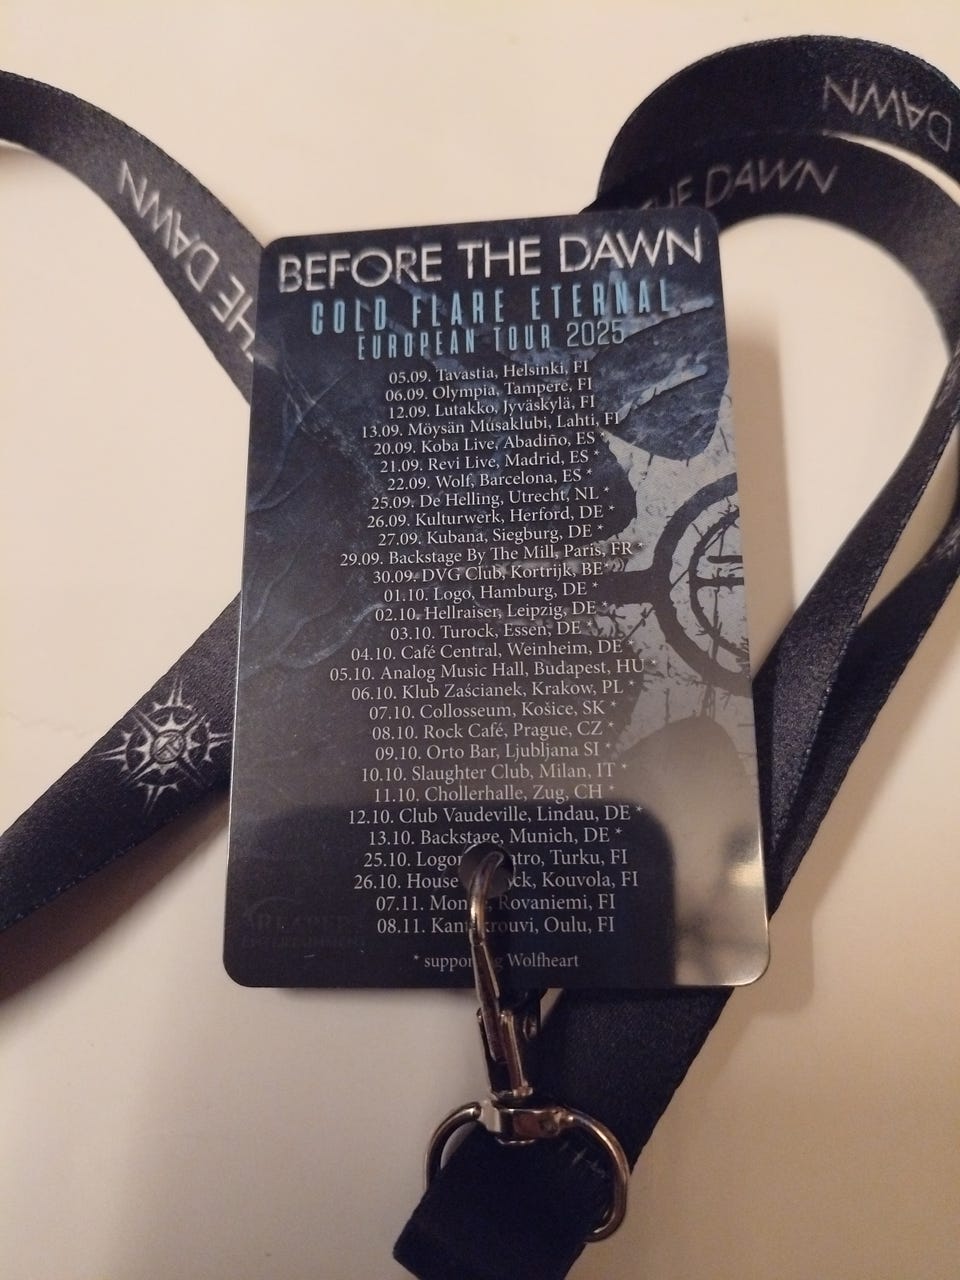 DAWN
THE DAWN
THE DAWN
BEFORE THE DAWN
COLD FLARE ETERNAL
EUROPEAN TOUR 2025
05.09. Tavastia, Helsinki, FI
06.09. Olympia, Tampere, FI
12.09. Lutakko, Jyväskylä, FI
13.09. Möysän Musaklubi, Lahti, FI
20.09. Koba Live, Abadiño, ES *
21.09. Revi Live, Madrid, ES *
22.09. Wolf, Barcelona, ES *
25.09. De Helling, Utrecht, NL *
26.09. Kulturwerk, Herford, DE *
27.09. Kubana, Siegburg, DE *
29.09. Backstage By The Mill, Paris, FR *
30.09. DVG Club, Kortrijk, BE *
01.10. Logo, Hamburg, DE *
02.10. Hellraiser, Leipzig, DE *
03.10. Turock, Essen, DE *
04.10. Café Central, Weinheim, DE *
05.10. Analog Music Hall, Budapest, HU *
06.10. Klub Zaścianek, Krakow, PL *
07.10. Collosseum, Košice, SK *
08.10. Rock Café, Prague, CZ *
09.10. Orto Bar, Ljubljana SI *
10.10. Slaughter Club, Milan, IT *
11.10. Chollerhalle, Zug, CH *
12.10. Club Vaudeville, Lindau, DE *
13.10. Backstage, Munich, DE *
25.10. Turku, FI
26.10. House Kouvola, FI
07.11. Rovaniemi, FI
08.11. Oulu, FI
REAPER
ENTERTAINMENT
* supporting Wolfheart